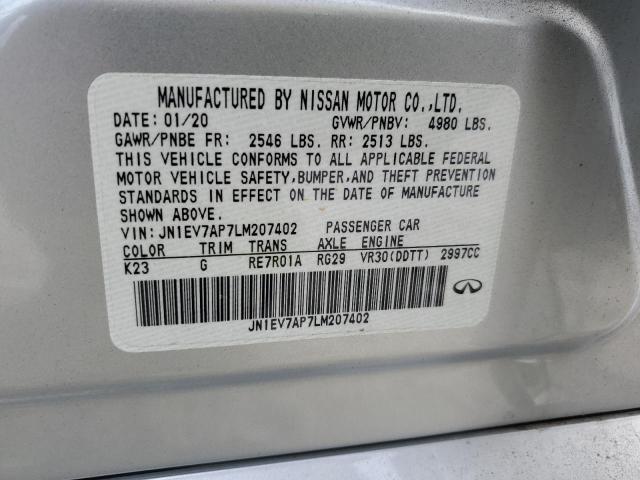 MANUFACTURED BY NISSAN MOTOR CO.,LTD.
DATE: 01/20 GVWR/PNBV: 4980 LBS.
GAWR/PNBE FR: 2546 LBS. RR: 2513 LBS.
THIS VEHICLE CONFORMS TO ALL APPLICABLE FEDERAL
MOTOR VEHICLE SAFETY,BUMPER,AND THEFT PREVENTION
STANDARDS IN EFFECT ON THE DATE OF MANUFACTURE
SHOWN ABOVE.
VIN: JN1EV7AP7LM207402 PASSENGER CAR
COLOR TRIM TRANS AXLE ENGINE
K23 G RE7R01A RG29 VR30(DDTT) 2997CC
JN1EV7AP7LM207402